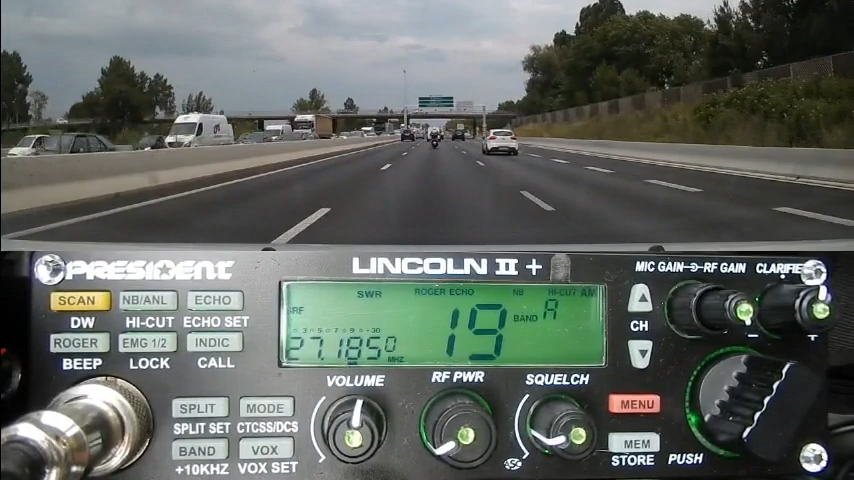 PRESIDENT
LINCOLN II +
MIC GAIN RF GAIN CLARIFIER
SCAN NB/ANL ECHO
DW HI-CUT ECHO SET
ROGER EMG 1/2 INDIC
BEEP LOCK CALL
SWR ROGER ECHO NB HI-CUT AM
RF
19 BAND A
27.1850 MHZ
CH
VOLUME RF PWR SQUELCH
SPLIT MODE
SPLIT SET CTCSS/DCS
BAND VOX
+10KHZ VOX SET
ASC
MENU
MEM
STORE PUSH